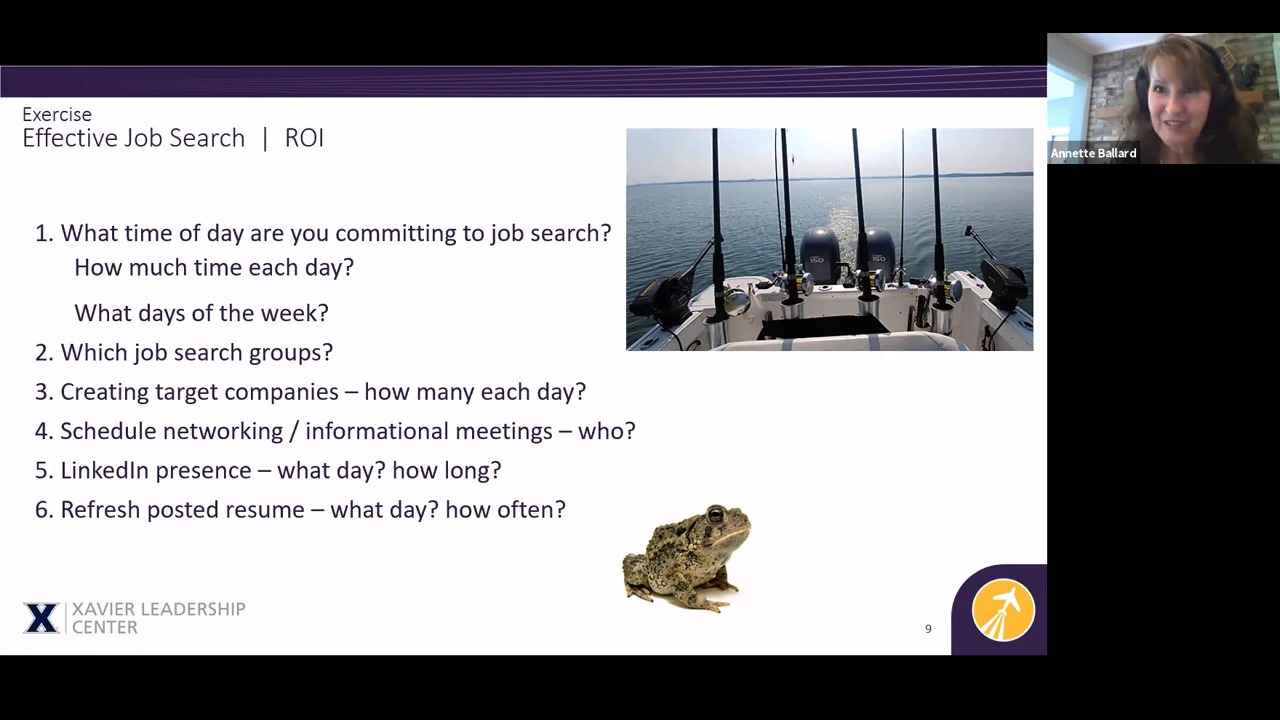 Exercise
Effective Job Search | ROI
1. What time of day are you committing to job search?
How much time each day?
What days of the week?
2. Which job search groups?
3. Creating target companies – how many each day?
4. Schedule networking / informational meetings – who?
5. LinkedIn presence – what day? how long?
6. Refresh posted resume – what day? how often?
X XAVIER LEADERSHIP
CENTER
9
Annette Ballard
150
150